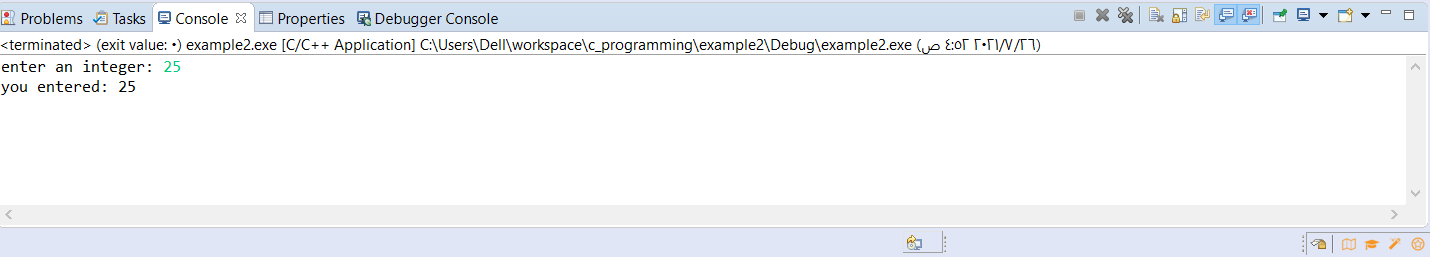 Problems Tasks Console Properties Debugger Console
<terminated> (exit value: ٠) example2.exe [C/C++ Application] C:\Users\Dell\workspace\c_programming\example2\Debug\example2.exe (٢٠٢١/٧/٢٦ ٤:٥٢ ص)
enter an integer: 25
you entered: 25